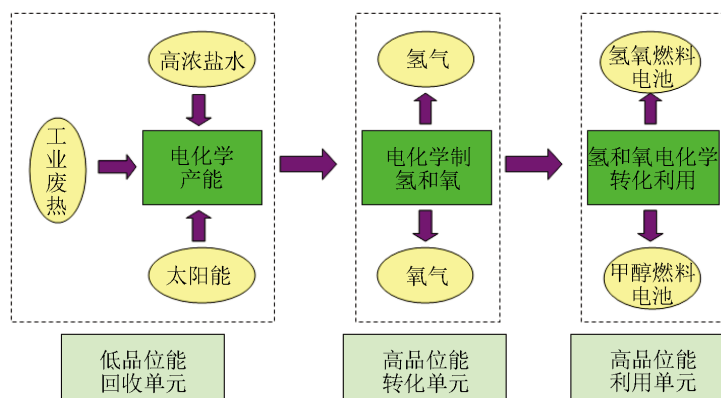 高浓盐水
工
业
废
热
电化学
产能
太阳能
低品位能
回收单元
氢气
电化学制
氢和氧
氧气
高品位能
转化单元
氢氧燃料
电池
氢和氧电化学
转化利用
甲醇燃料
电池
高品位能
利用单元